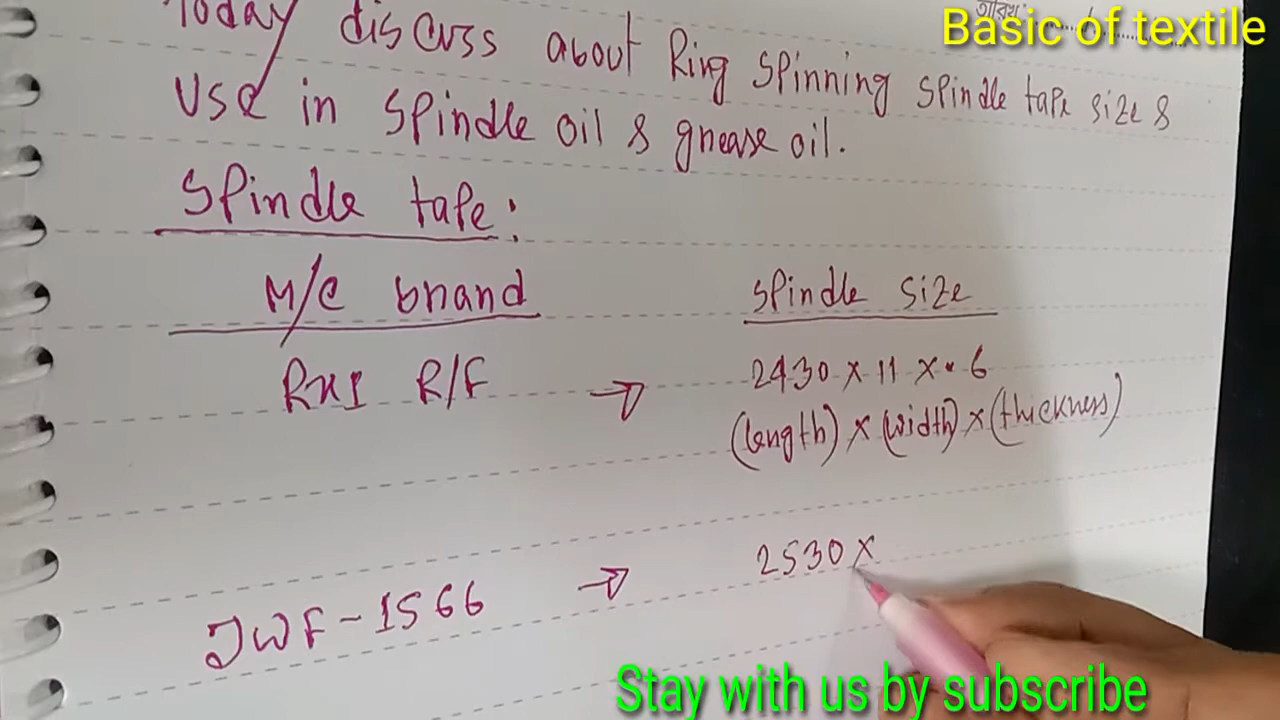 Today discuss about Ring spinning spindle tape size &
Use in spindle oil & grease oil.
Spindle tape:
M/C brand
Spindle size
RXI R/F → 2430 x 11 x .6
(length) x (width) x (thickness)
JWF-1566 → 2530 x
Basic of textile
Stay with us by subscribe